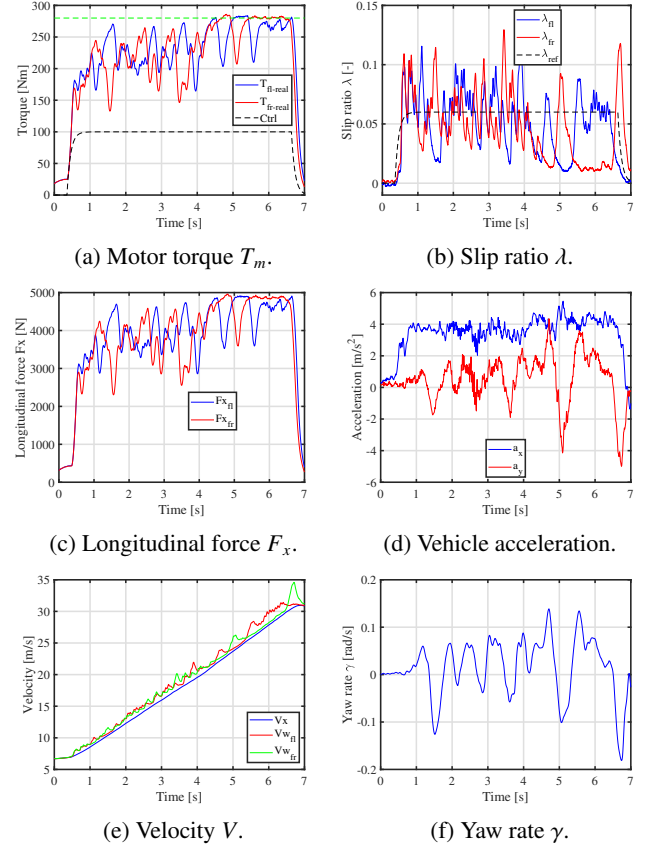 300
250
200
150
100
50
0
Torque [Nm]
T_fl-real
T_fr-real
Ctrl
0 1 2 3 4 5 6 7
Time [s]
(a) Motor torque T_m.
0.15
0.1
0.05
0
Slip ratio λ [-]
λ_fl
λ_fr
λ_ref
0 1 2 3 4 5 6 7
Time [s]
(b) Slip ratio λ.
5000
4000
3000
2000
1000
0
Longitudinal force Fx [N]
Fx_fl
Fx_fr
0 1 2 3 4 5 6 7
Time [s]
(c) Longitudinal force F_x.
6
4
2
0
-2
-4
-6
Acceleration [m/s²]
a_x
a_y
0 1 2 3 4 5 6 7
Time [s]
(d) Vehicle acceleration.
35
30
25
20
15
10
5
Velocity [m/s]
Vx
Vw_fl
Vw_fr
0 1 2 3 4 5 6 7
Time [s]
(e) Velocity V.
0.2
0.1
0
-0.1
-0.2
Yaw rate γ [rad/s]
0 1 2 3 4 5 6 7
Time [s]
(f) Yaw rate γ.